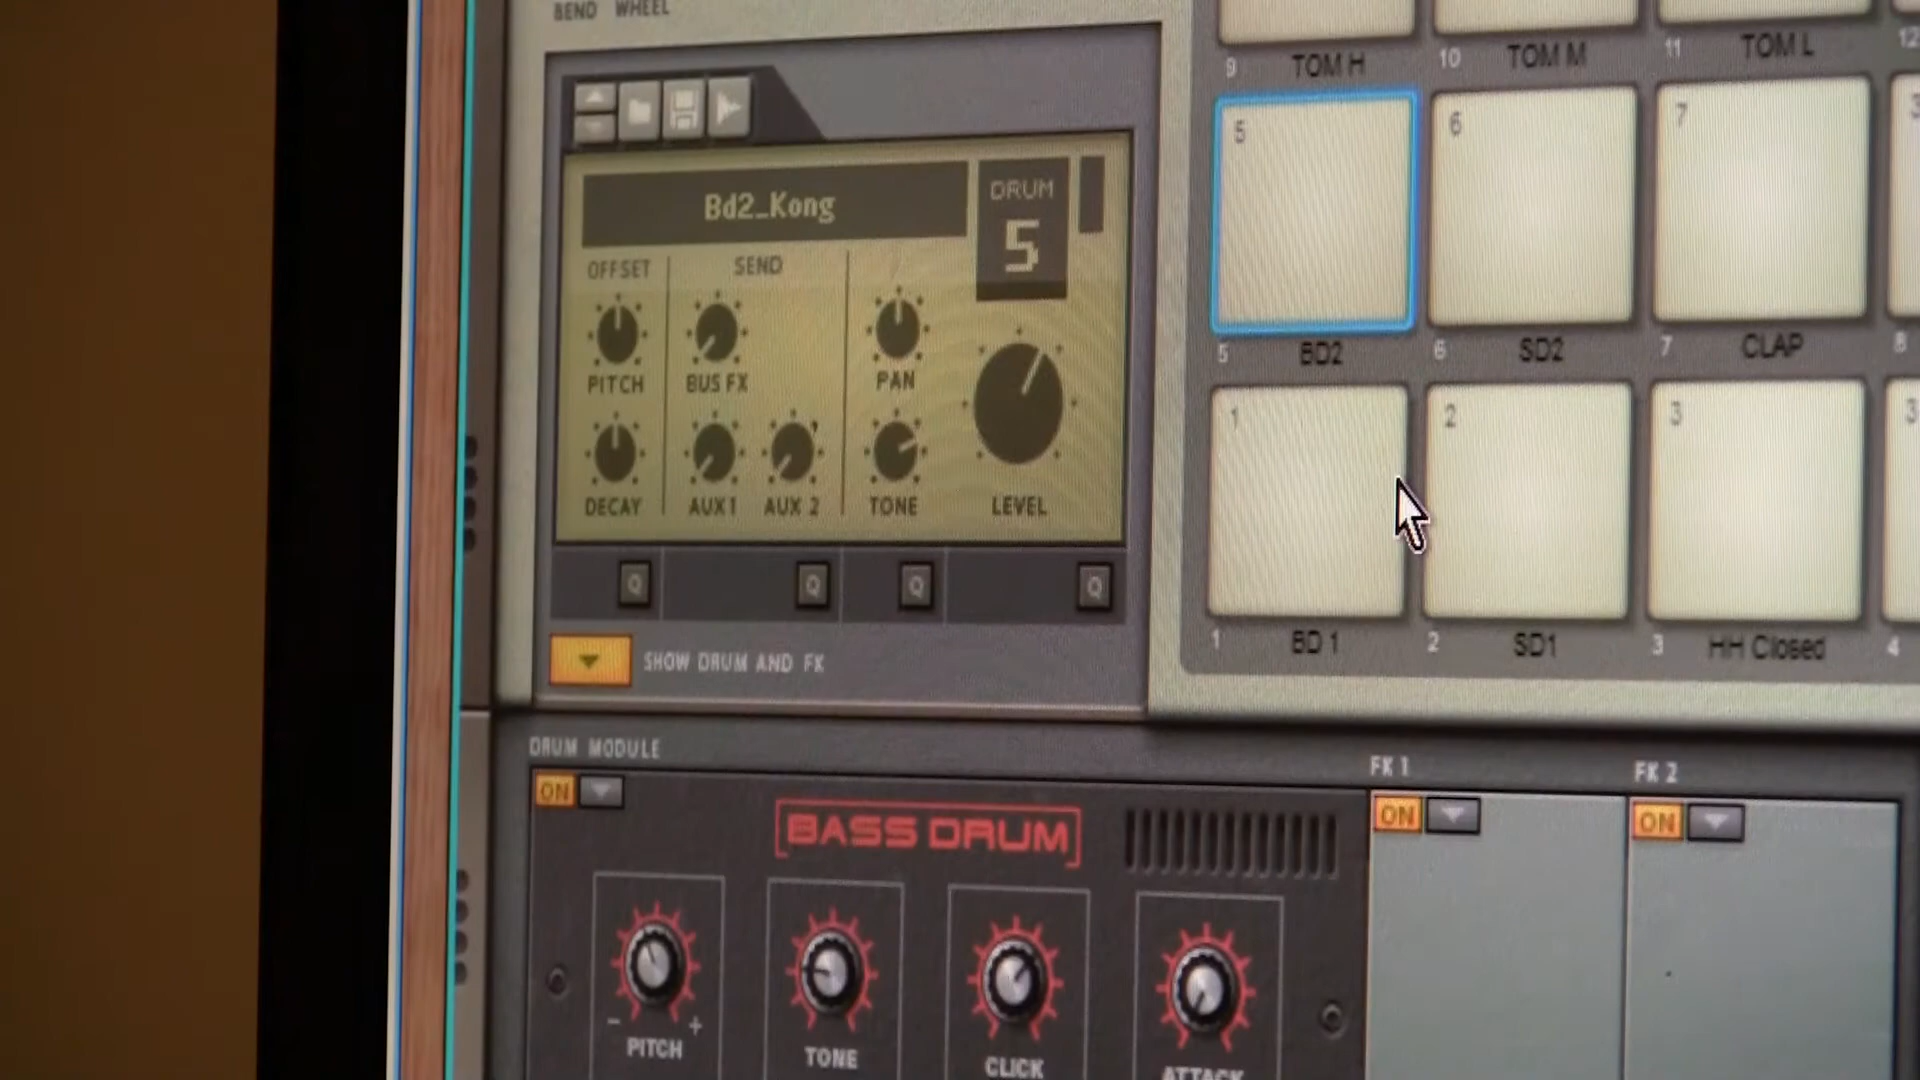 BEND WHEEL
9 TOM H 10 TOM M 11 TOM L 12
Bd2_Kong
DRUM
5
OFFSET SEND
PITCH BUS FX PAN
DECAY AUX 1 AUX 2 TONE LEVEL
Q Q Q Q
SHOW DRUM AND FX
5 6 7
5 BD2 6 SD2 7 CLAP 8
1 2 3
1 BD 1 2 SD1 3 HH Closed 4
DRUM MODULE
FX 1 FX 2
ON
ON
ON
BASS DRUM
- +
PITCH TONE CLICK ATTACK